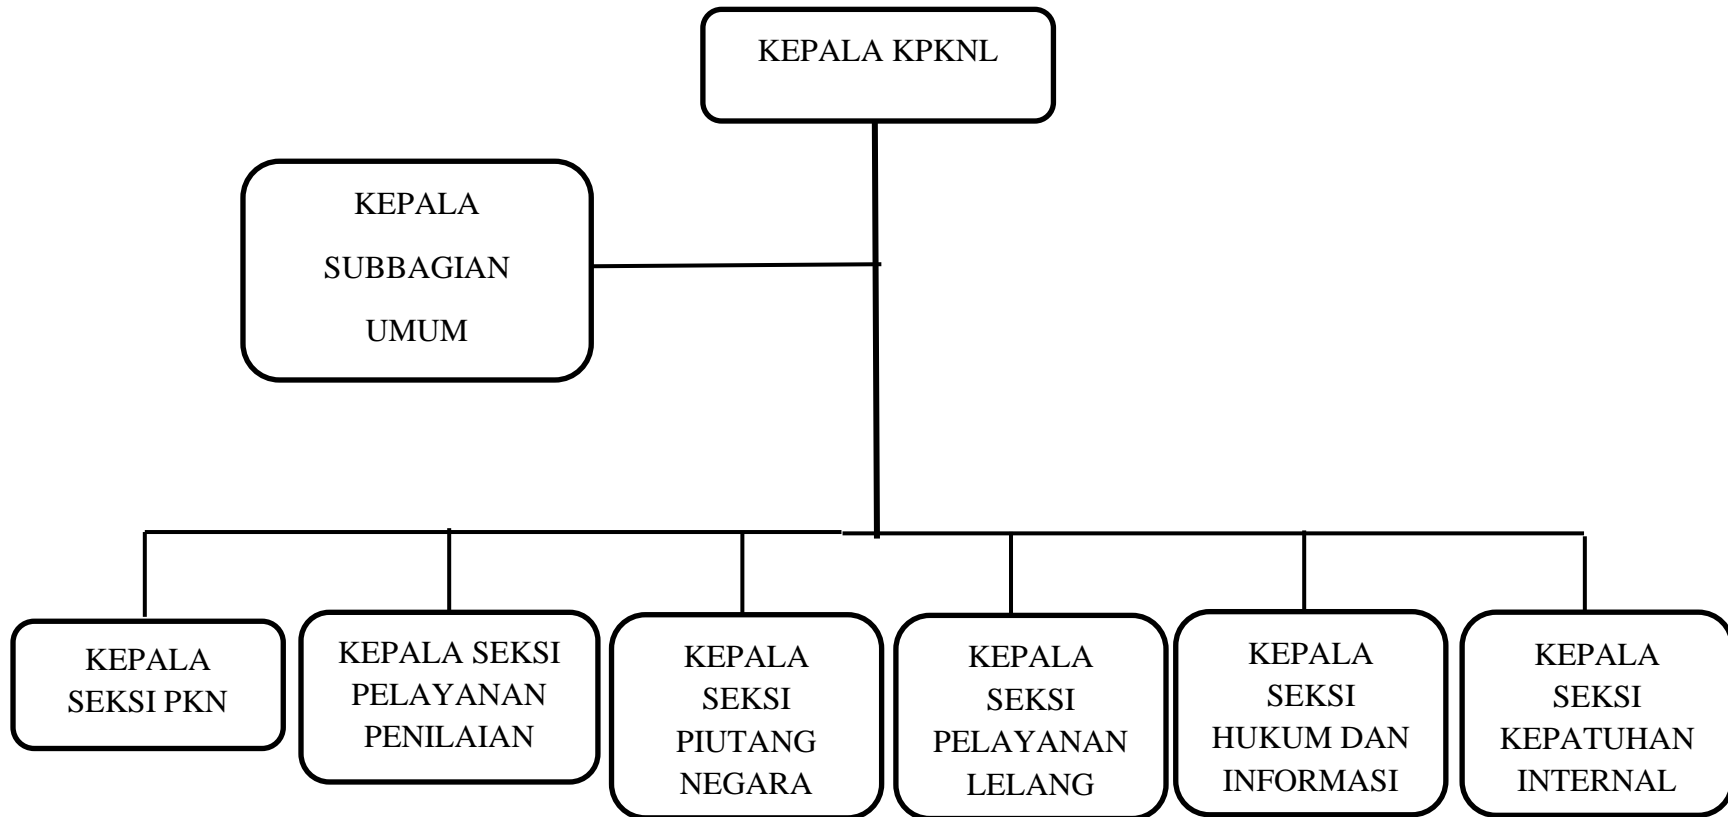 KEPALA KPKNL
KEPALA
SUBBAGIAN
UMUM
KEPALA
SEKSI PKN
KEPALA SEKSI
PELAYANAN
PENILAIAN
KEPALA
SEKSI
PIUTANG
NEGARA
KEPALA
SEKSI
PELAYANAN
LELANG
KEPALA
SEKSI
HUKUM DAN
INFORMASI
KEPALA
SEKSI
KEPATUHAN
INTERNAL